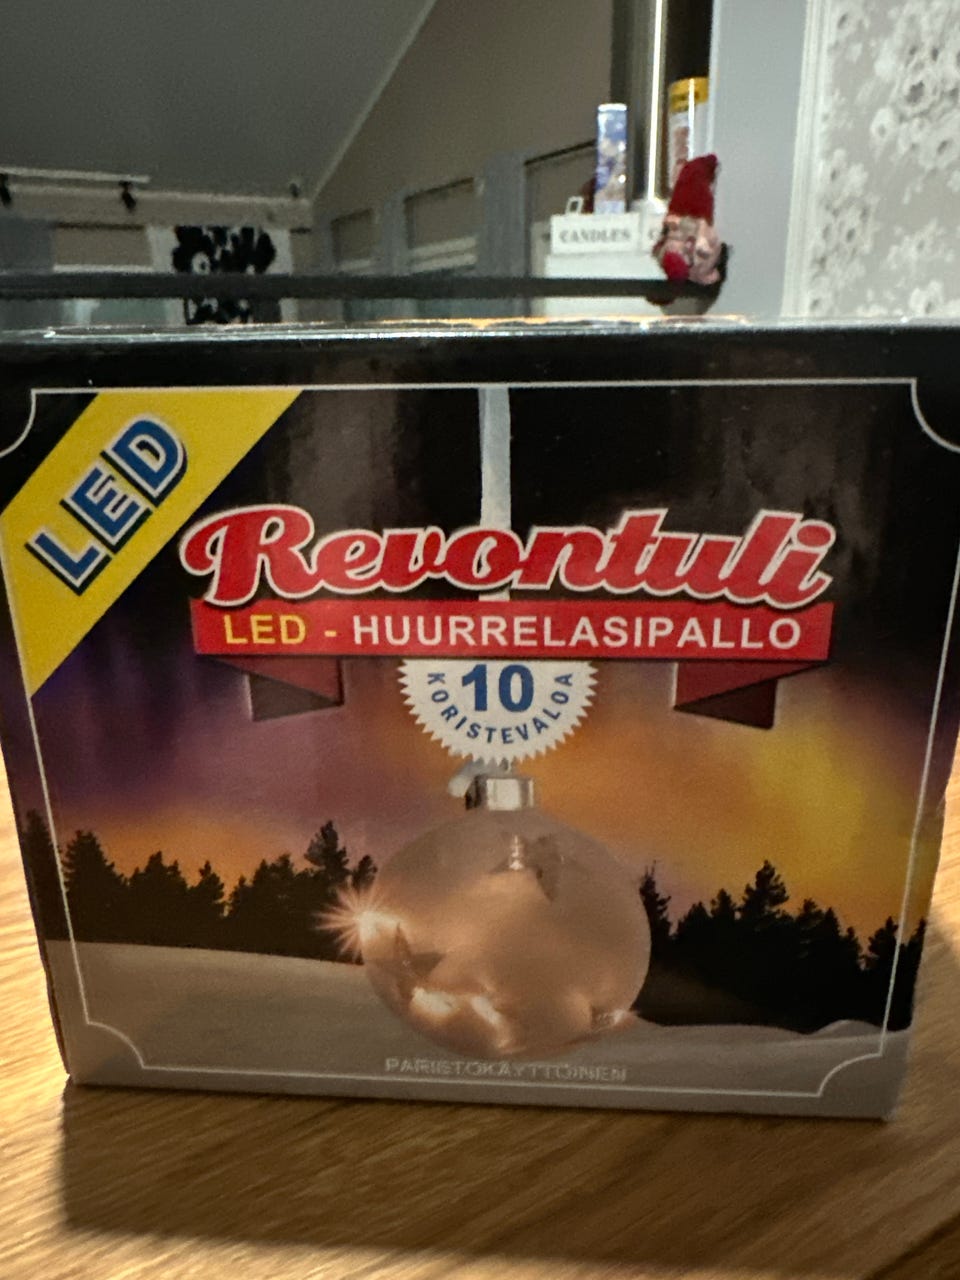 CANDLES
LED
Revontuli
LED - HUURRELASIPALLO
10
KORISTEVALOA
PARISTOKÄYTTÖINEN